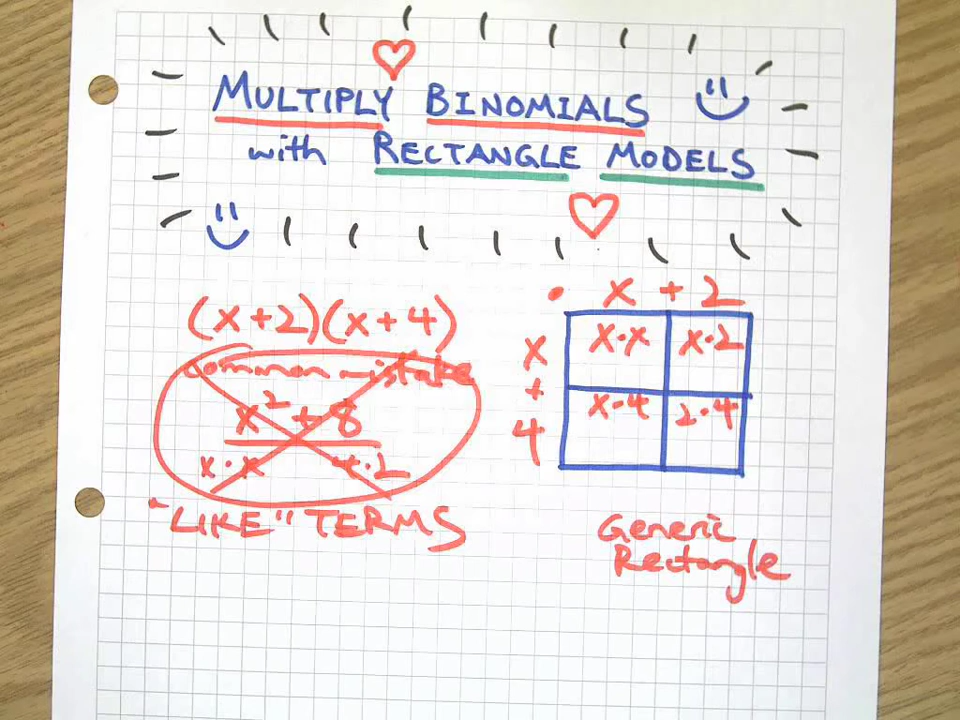 MULTIPLY BINOMIALS
with RECTANGLE MODELS
(x+2)(x+4)
common mistake
x² + 8
x·x 4·2
"LIKE" TERMS
• x + 2
x
+
4
x·x x·2
x·4 2·4
Generic
Rectangle